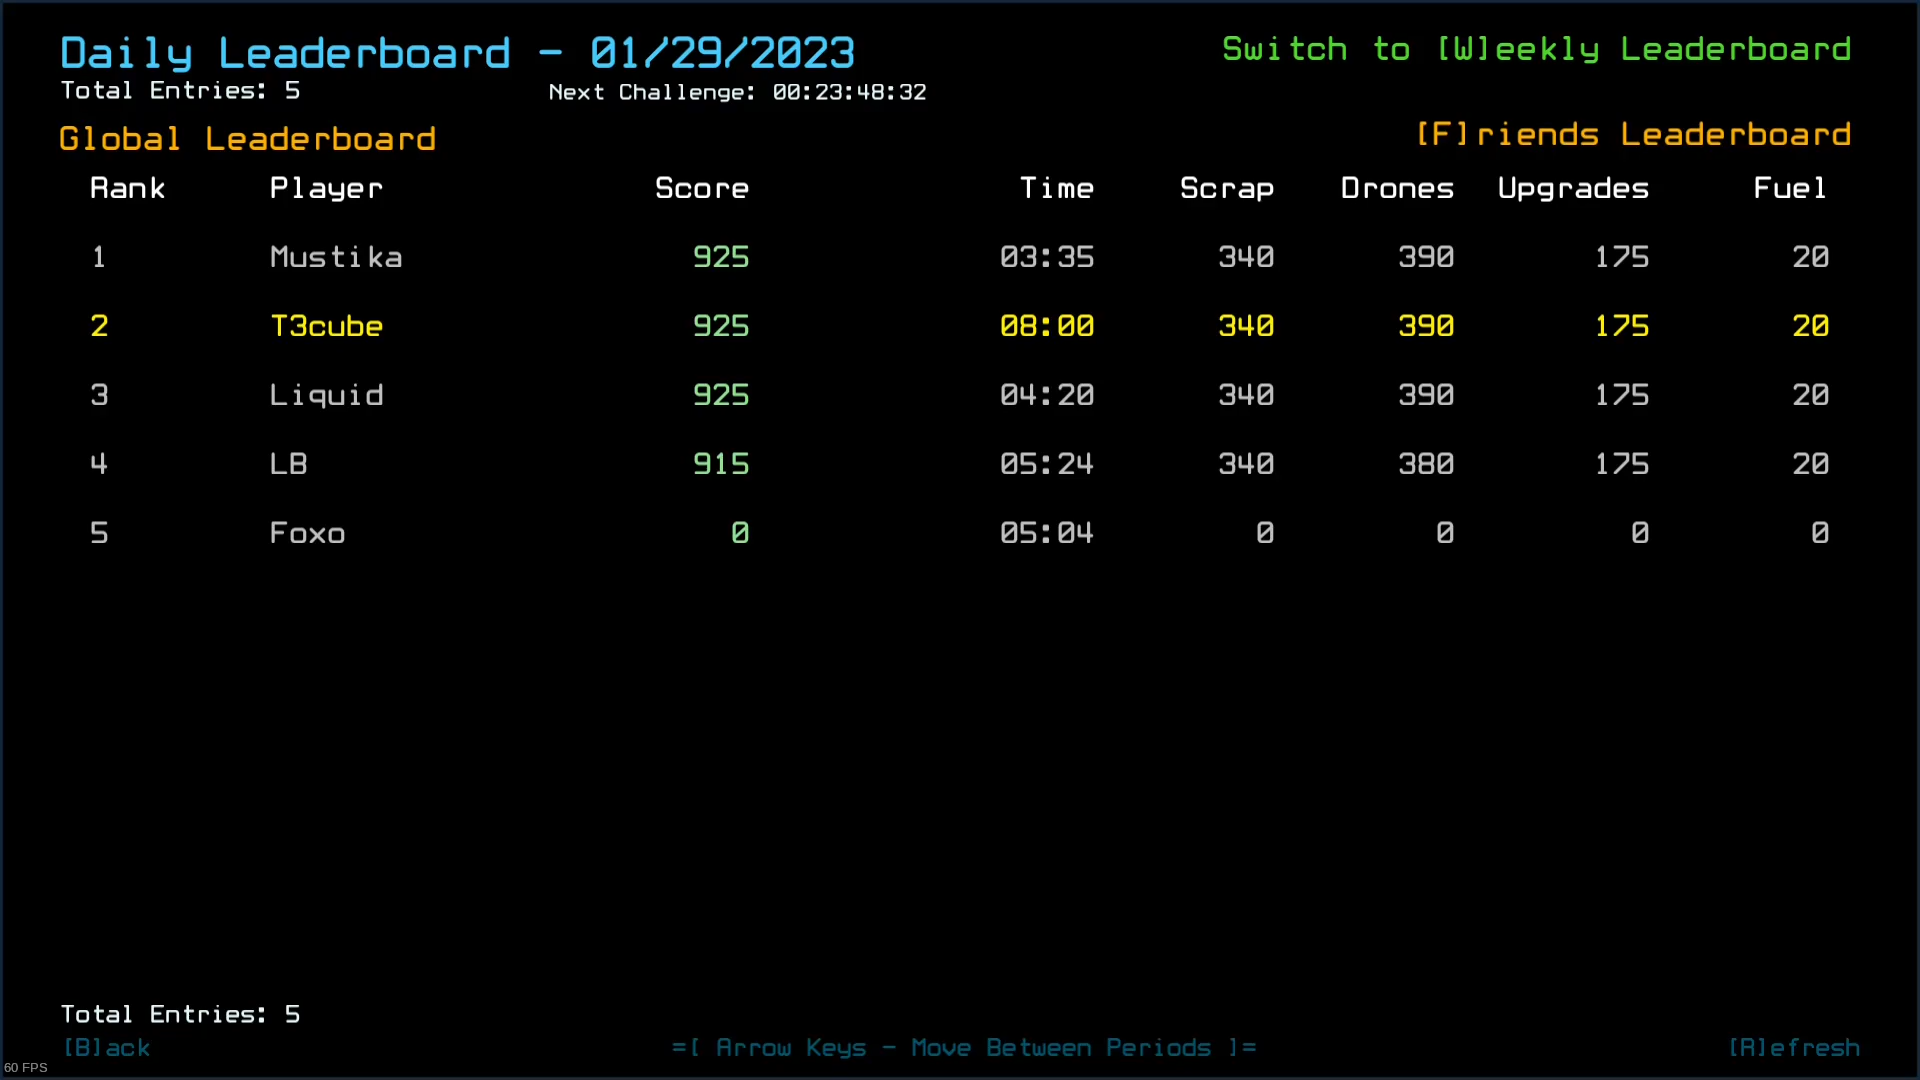 Daily Leaderboard - 01/29/2023 Switch to [W]eekly Leaderboard
Total Entries: 5 Next Challenge: 00:23:48:32
Global Leaderboard [F]riends Leaderboard
Rank Player Score Time Scrap Drones Upgrades Fuel
1 Mustika 925 03:35 340 390 175 20
2 T3cube 925 08:00 340 390 175 20
3 Liquid 925 04:20 340 390 175 20
4 LB 915 05:24 340 380 175 20
5 Foxo 0 05:04 0 0 0 0
Total Entries: 5
[B]ack =[ Arrow Keys - Move Between Periods ]= [R]efresh
60 FPS